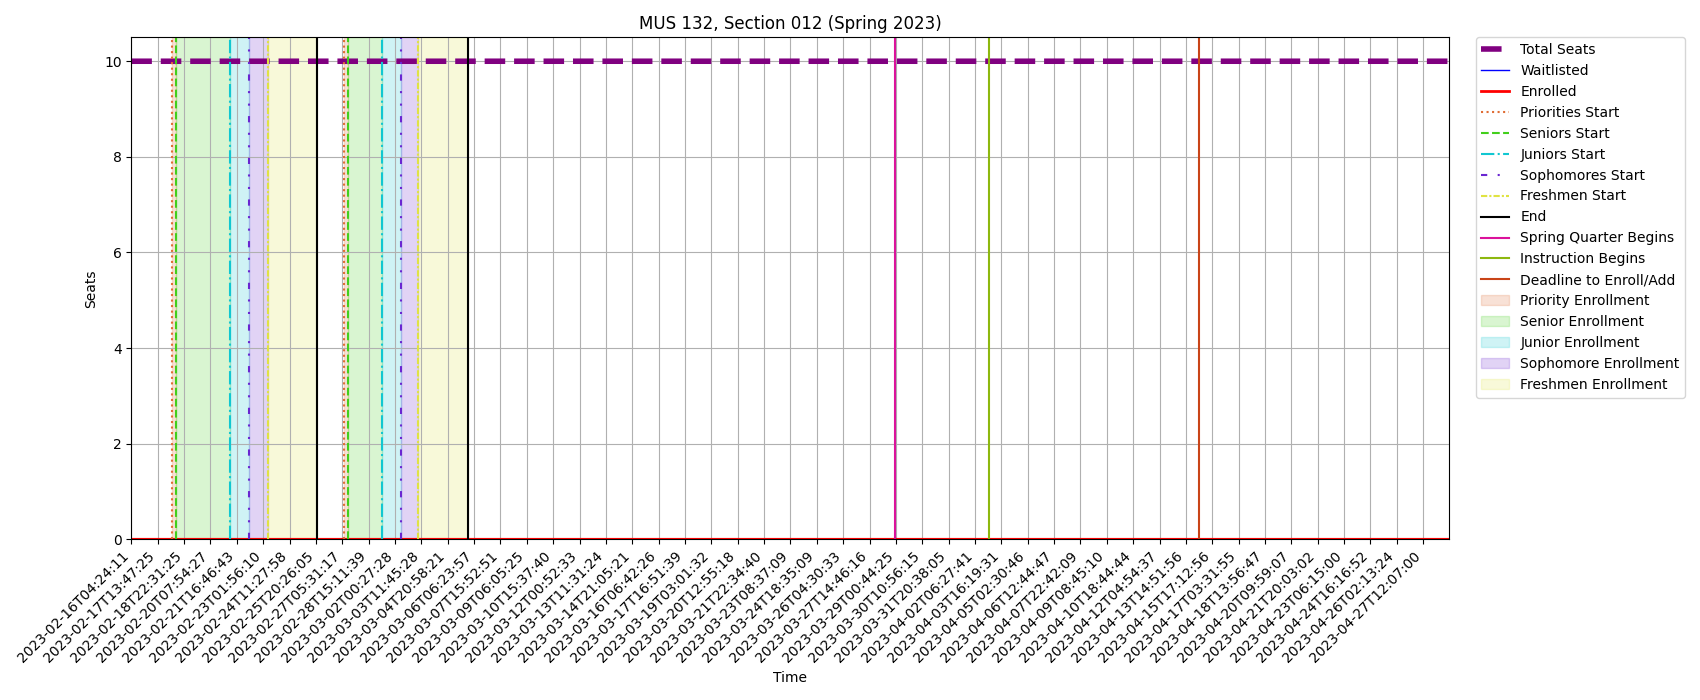 MUS 132, Section 012 (Spring 2023)
10
8
6
4
2
0
Seats
2023-02-16T04:24:11
2023-02-17T13:47:25
2023-02-18T22:31:25
2023-02-20T07:54:27
2023-02-21T16:46:43
2023-02-23T01:56:10
2023-02-24T11:27:58
2023-02-25T20:26:05
2023-02-27T05:31:17
2023-02-28T15:11:39
2023-03-02T00:27:28
2023-03-03T11:45:28
2023-03-04T20:58:21
2023-03-06T06:23:57
2023-03-07T15:52:51
2023-03-09T06:05:25
2023-03-10T15:37:40
2023-03-12T00:52:33
2023-03-13T11:31:24
2023-03-14T21:05:21
2023-03-16T06:42:26
2023-03-17T16:51:39
2023-03-19T03:01:32
2023-03-20T12:55:18
2023-03-21T22:34:40
2023-03-23T08:37:09
2023-03-24T18:35:09
2023-03-26T04:30:33
2023-03-27T14:46:16
2023-03-29T00:44:25
2023-03-30T10:56:15
2023-03-31T20:38:05
2023-04-02T06:27:41
2023-04-03T16:19:31
2023-04-05T02:30:46
2023-04-06T12:44:47
2023-04-07T22:42:09
2023-04-09T08:45:10
2023-04-10T18:44:44
2023-04-12T04:54:37
2023-04-13T14:51:56
2023-04-15T17:12:56
2023-04-17T03:31:55
2023-04-18T13:56:47
2023-04-20T09:59:07
2023-04-21T20:03:02
2023-04-23T06:15:00
2023-04-24T16:16:52
2023-04-26T02:13:24
2023-04-27T12:07:00
Time
Total Seats
Waitlisted
Enrolled
Priorities Start
Seniors Start
Juniors Start
Sophomores Start
Freshmen Start
End
Spring Quarter Begins
Instruction Begins
Deadline to Enroll/Add
Priority Enrollment
Senior Enrollment
Junior Enrollment
Sophomore Enrollment
Freshmen Enrollment